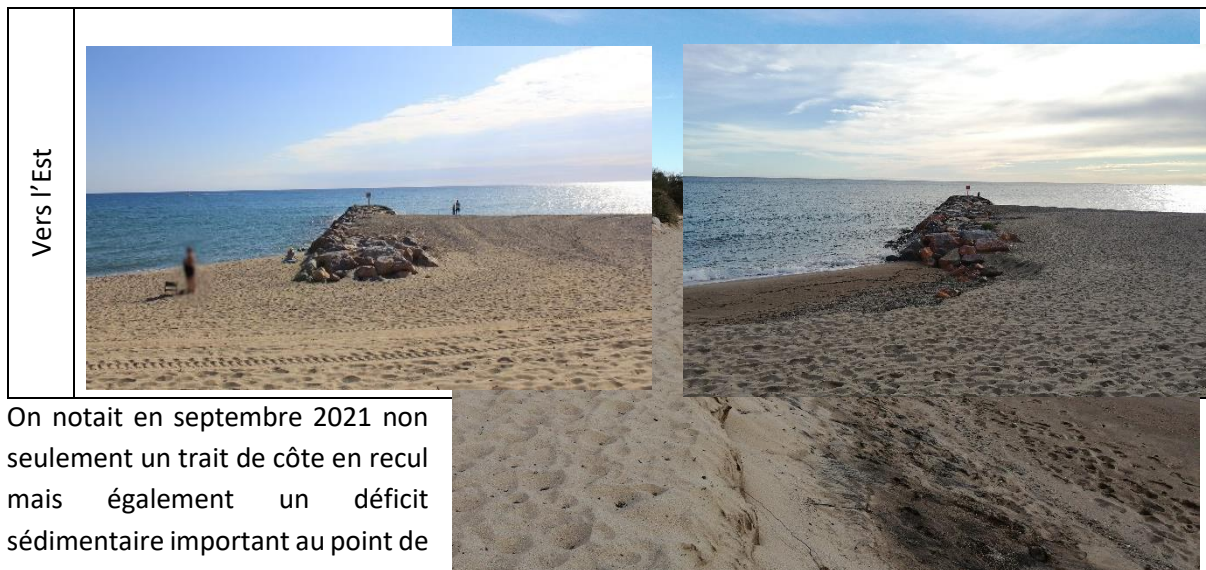 Vers l'Est
On notait en septembre 2021 non
seulement un trait de côte en recul
mais également un déficit
sédimentaire important au point de